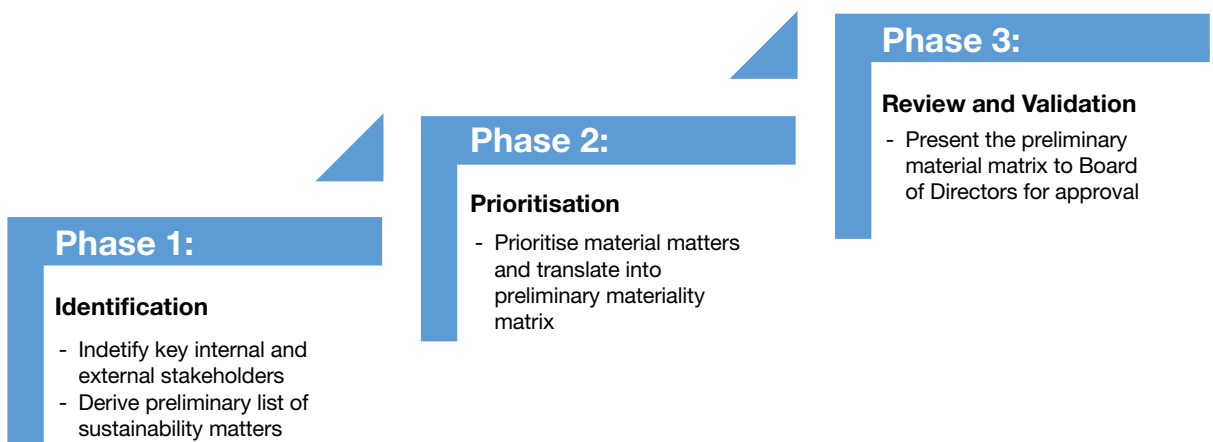 Phase 1:
Identification
- Indetify key internal and
external stakeholders
- Derive preliminary list of
sustainability matters
Phase 2:
Prioritisation
- Prioritise material matters
and translate into
preliminary materiality
matrix
Phase 3:
Review and Validation
- Present the preliminary
material matrix to Board
of Directors for approval